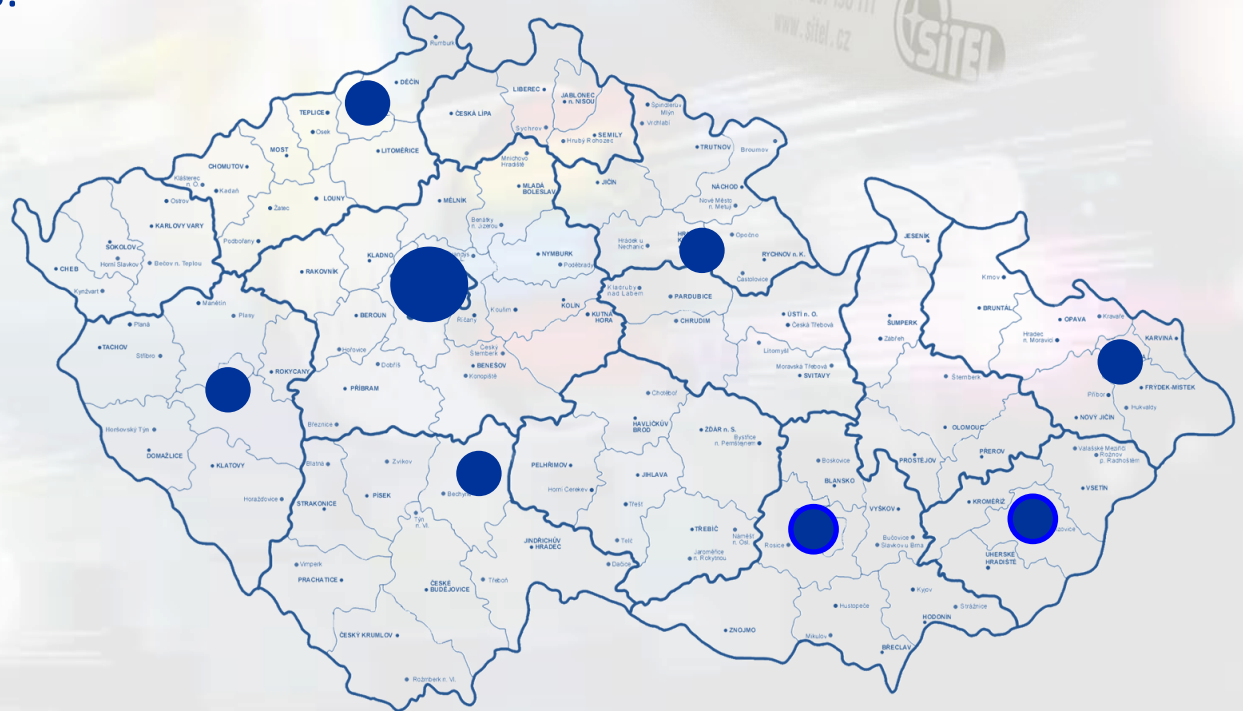 www.sitel.cz
SiTEL
Rumburk
DĚČÍN
LIBEREC
JABLONEC
n. NISOU
ČESKÁ LÍPA
TEPLICE
Osek
Sychrov
SEMILY
Hrubý Rohozec
Špindlerův
Mlýn
Vrchlabí
TRUTNOV
Broumov
MOST
LITOMĚŘICE
CHOMUTOV
Klášterec
n. O.
Kadaň
Mnichovo
Hradiště
MLADÁ
BOLESLAV
JIČÍN
NÁCHOD
Nové Město
n. Metují
Ostrov
Žatec
LOUNY
MĚLNÍK
Benátky
n. Jizerou
KARLOVY VARY
Podbořany
SOKOLOV
Horní Slavkov
Bečov n. Teplou
CHEB
Kynžvart
RAKOVNÍK
KLADNO
NYMBURK
Poděbrady
Hrádek u
Nechanic
Opočno
RYCHNOV n. K.
Častolovice
JESENÍK
Krnov
BRUNTÁL
Manětín
Plasy
Planá
Stříbro
TACHOV
BEROUN
Říčany
Kouřim
KOLÍN
KUTNÁ
HORA
Kladruby
nad Labem
PARDUBICE
CHRUDIM
ÚSTÍ n. O.
Česká Třebová
Litomyšl
Moravská Třebová
SVITAVY
ŠUMPERK
Zábřeh
OPAVA
Kravaře
Hradec
n. Moravicí
KARVINÁ
Hořovice
Dobříš
Český
Šternberk
BENEŠOV
Konopiště
ROKYCANY
PŘÍBRAM
Březnice
Chotěboř
HAVLÍČKŮV
BROD
ŽĎÁR n. S.
Bystřice
n. Pernštejnem
Šternberk
FRÝDEK-MÍSTEK
Příbor
Hukvaldy
NOVÝ JIČÍN
Horšovský Týn
DOMAŽLICE
KLATOVY
Horažďovice
Blatná
Zvíkov
STRAKONICE
PÍSEK
Týn
n. Vl.
PELHŘIMOV
Horní Cerekev
JIHLAVA
Třešť
Boskovice
BLANSKO
OLOMOUC
PROSTĚJOV
PŘEROV
Valašské Meziříčí
Rožnov
p. Radhoštěm
VSETÍN
VYŠKOV
KROMĚŘÍŽ
Rosice
Bučovice
Slavkov u Brna
JINDŘICHŮV
HRADEC
Telč
Dačice
TŘEBÍČ
Náměšť
n. Osl.
Jaroměřice
n. Rokytnou
UHERSKÉ
HRADIŠTĚ
Vimperk
PRACHATICE
ČESKÉ
BUDĚJOVICE
Třeboň
ČESKÝ KRUMLOV
Rožmberk n. Vl.
ZNOJMO
Hustopeče
Mikulov
BŘECLAV
Kyjov
Strážnice
HODONÍN